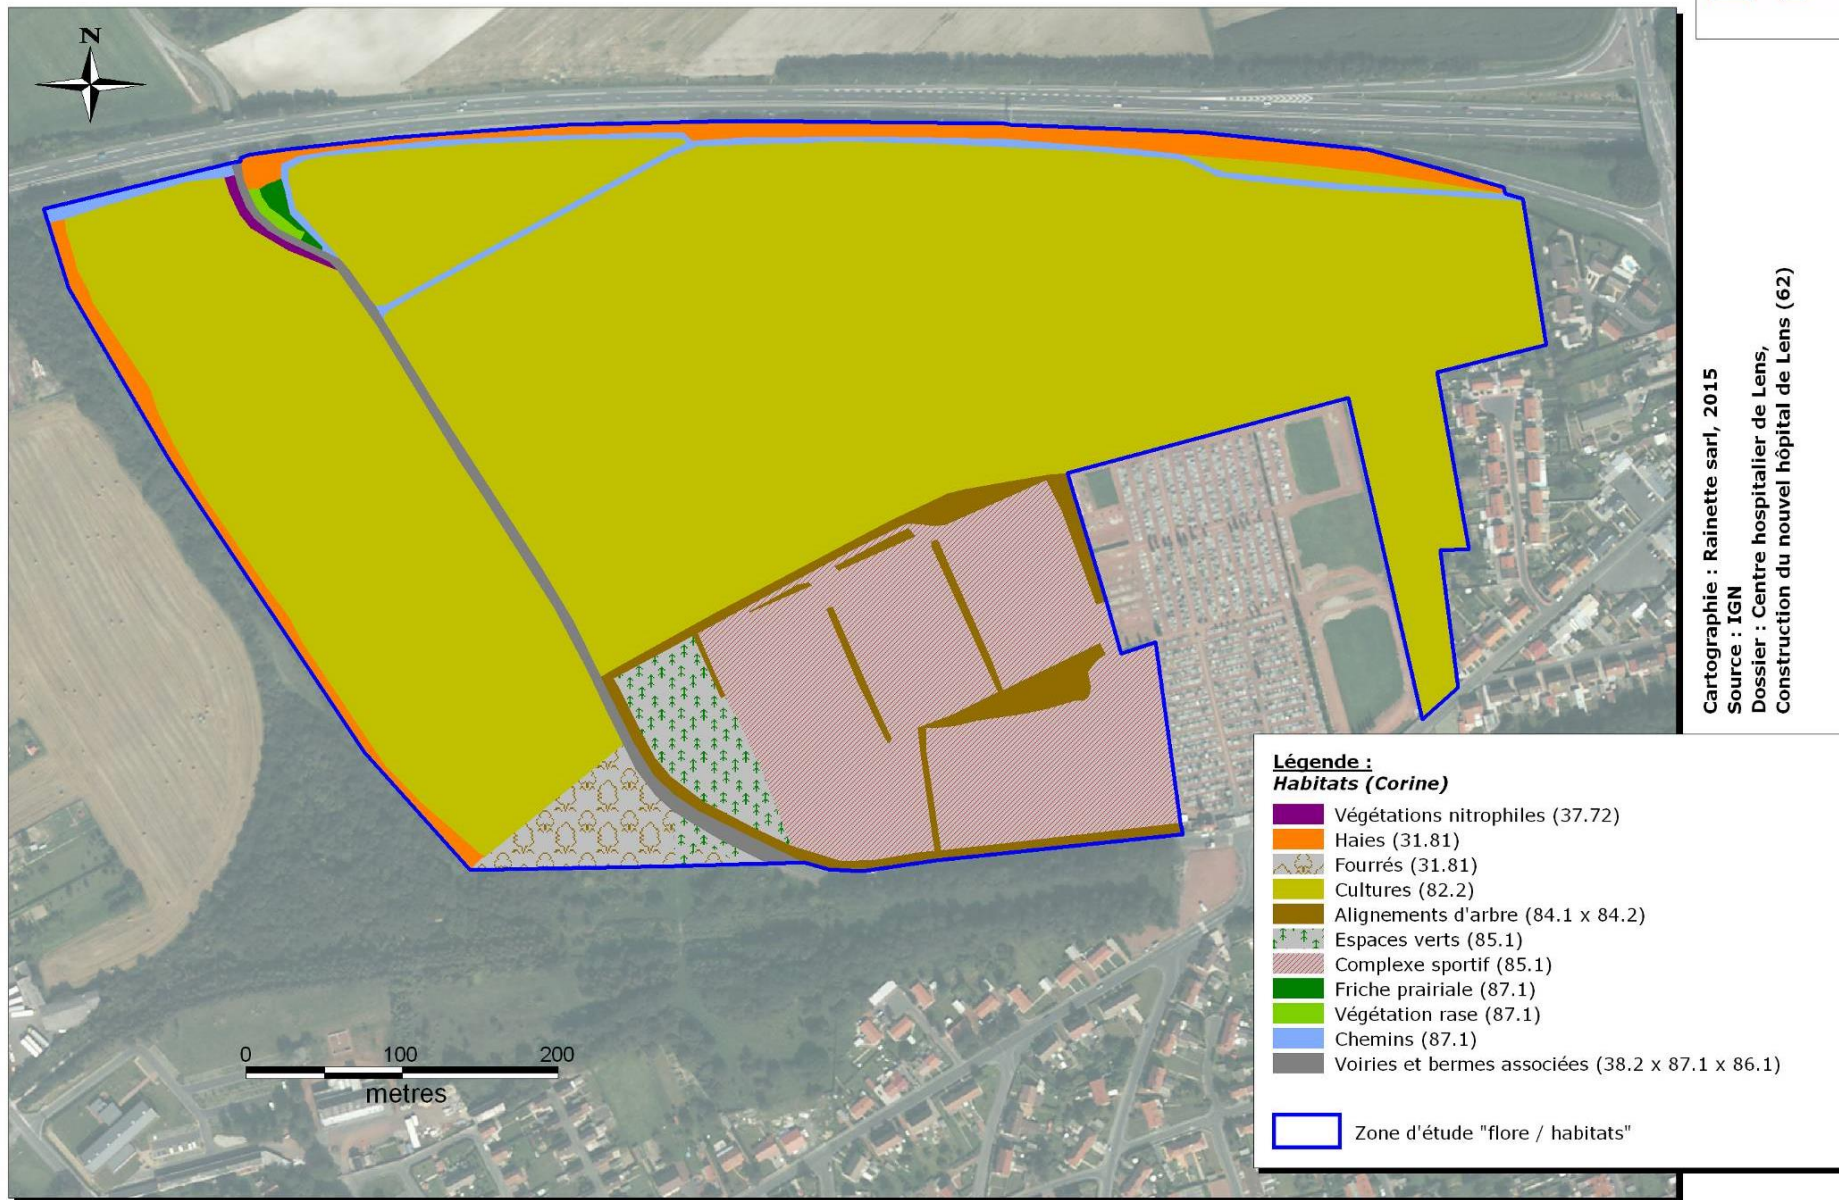 N
Cartographie : Rainette sarl, 2015
Source : IGN
Dossier : Centre hospitalier de Lens,
Construction du nouvel hôpital de Lens (62)
Légende :
Habitats (Corine)
Végétations nitrophiles (37.72)
Haies (31.81)
Fourrés (31.81)
Cultures (82.2)
Alignements d'arbre (84.1 x 84.2)
Espaces verts (85.1)
Complexe sportif (85.1)
Friche prairiale (87.1)
Végétation rase (87.1)
Chemins (87.1)
Voiries et bermes associées (38.2 x 87.1 x 86.1)
Zone d'étude "flore / habitats"
0 100 200
metres